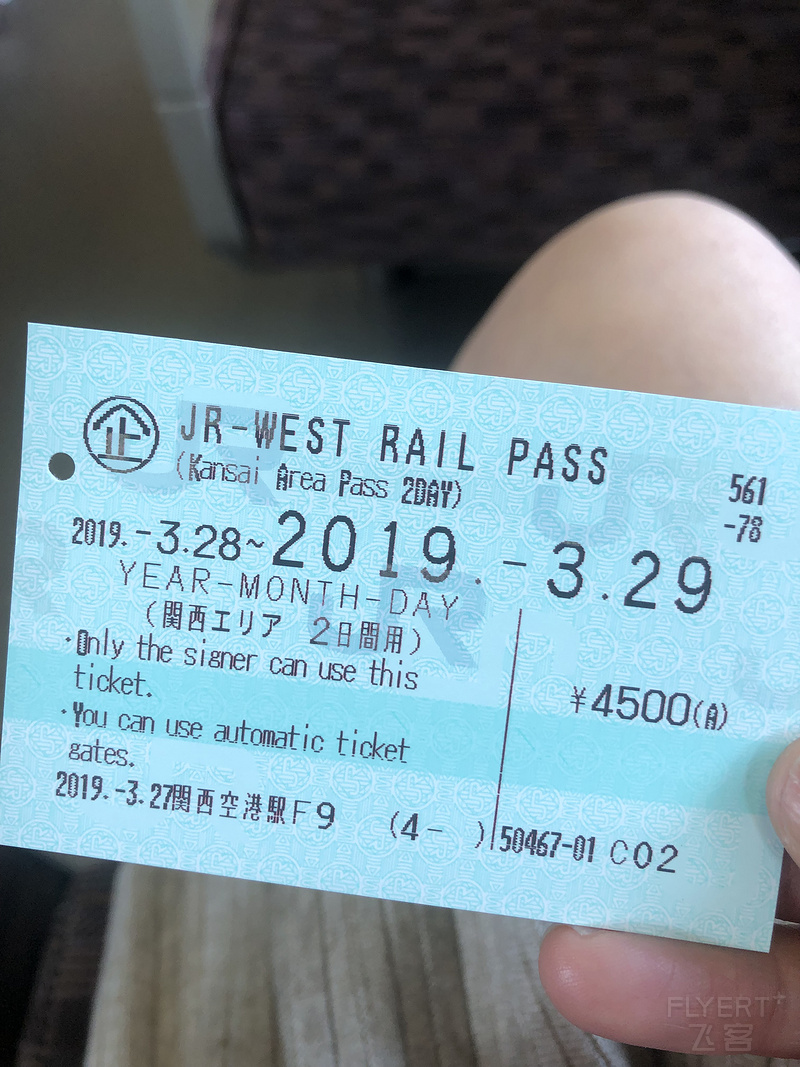 企 JR-WEST RAIL PASS
(Kansai Area Pass 2DAY)
561
-78
2019.-3.28~2019.-3.29
YEAR-MONTH-DAY
(関西エリア 2日間用)
・Only the signer can use this
ticket.
・You can use automatic ticket
gates.
¥4500(A)
2019.-3.27関西空港駅F9 (4- ) 50467-01 C02
FLYERT
飞客